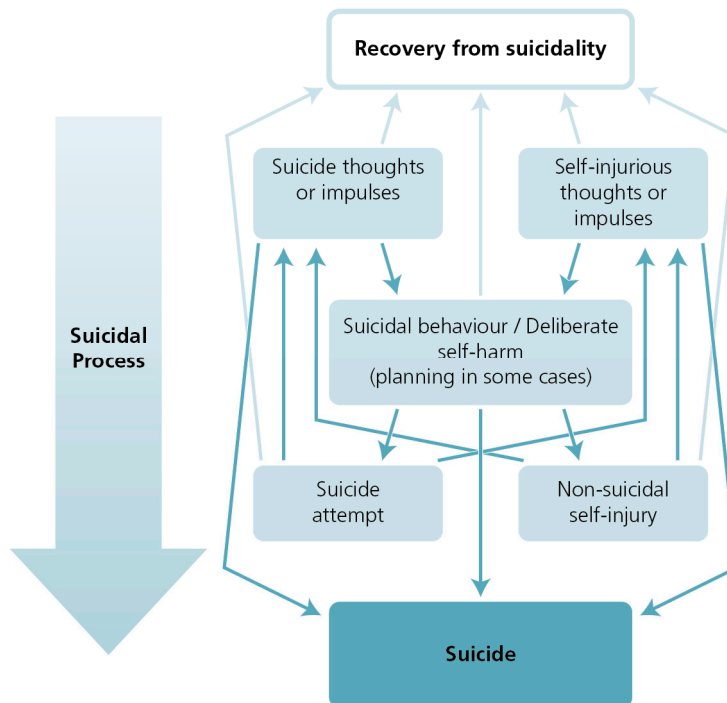 Recovery from suicidality
Suicide thoughts
or impulses
Self-injurious
thoughts or
impulses
Suicidal
Process
Suicidal behaviour / Deliberate
self-harm
(planning in some cases)
Suicide
attempt
Non-suicidal
self-injury
Suicide